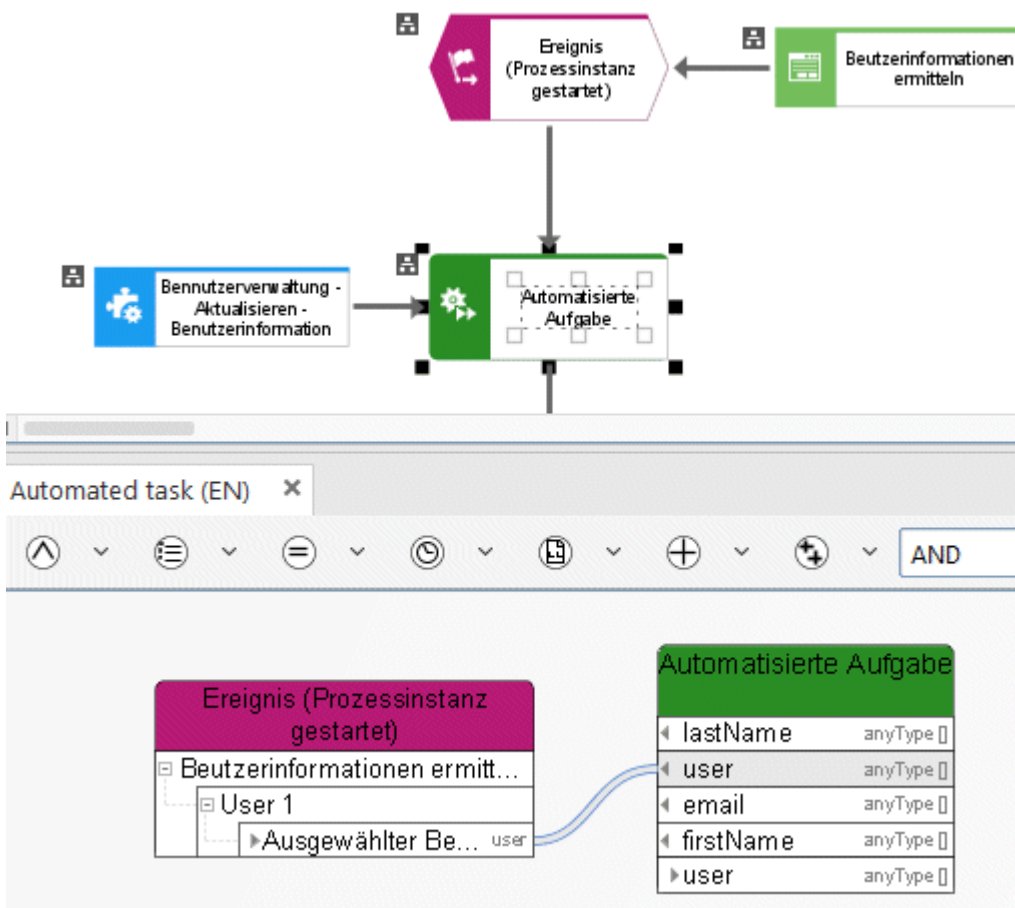 Ereignis
(Prozessinstanz
gestartet)
Beutzerinformationen
ermitteln
Bennutzerverwaltung -
Aktualisieren -
Benutzerinformation
Automatisierte
Aufgabe
Automated task (EN)
AND
Ereignis (Prozessinstanz
gestartet)
Beutzerinformationen ermitt...
User 1
Ausgewählter Be... user
Automatisierte Aufgabe
lastName anyType []
user anyType []
email anyType []
firstName anyType []
user anyType []